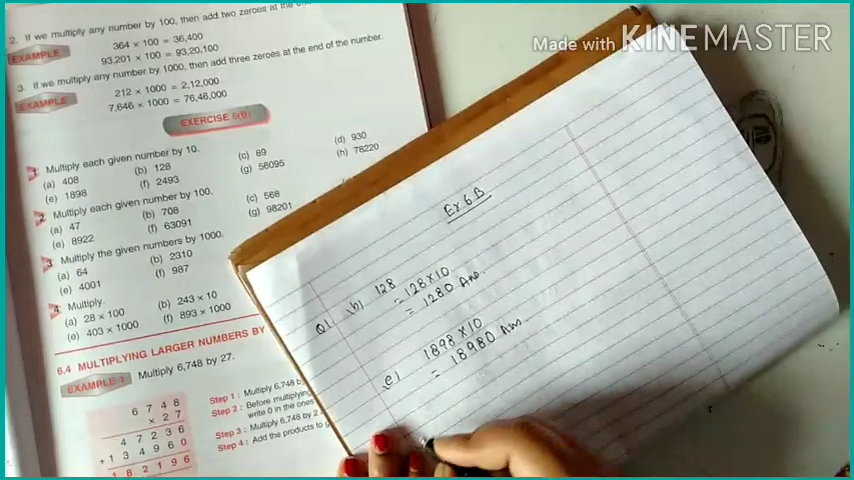 Made with KINEMASTER
2. If we multiply any number by 100, then add two zeroes at the
EXAMPLE
364 × 100 = 36,400
93,201 × 100 = 93,20,100
3. If we multiply any number by 1000, then add three zeroes at the end of the number.
EXAMPLE
212 × 1000 = 2,12,000
7,646 × 1000 = 76,46,000
EXERCISE 6(B)
1 Multiply each given number by 10.
(a) 408 (b) 128 (c) 89 (d) 930
(e) 1898 (f) 2493 (g) 56095 (h) 78220
2 Multiply each given number by 100.
(a) 47 (b) 708 (c) 568
(e) 8922 (f) 63091 (g) 98201
3 Multiply the given numbers by 1000.
(a) 64 (b) 2310
(e) 4001 (f) 987
4 Multiply.
(a) 28 × 100 (b) 243 × 10
(e) 403 × 1000 (f) 893 × 1000
6.4 MULTIPLYING LARGER NUMBERS BY
EXAMPLE 1 Multiply 6,748 by 27.
6 7 4 8
× 2 7
4 7 2 3 6
+ 1 3 4 9 6 0
1 8 2 1 9 6
Step 1 : Multiply 6,748 b
Step 2 : Before multiplying
write 0 in the ones
Step 3 : Multiply 6,748 by 2
Step 4 : Add the products to
Ex 6 B
Q1. (b) 128
= 128 × 10
= 1280 Ans.
(e) 1898 × 10
= 18980 Ans.